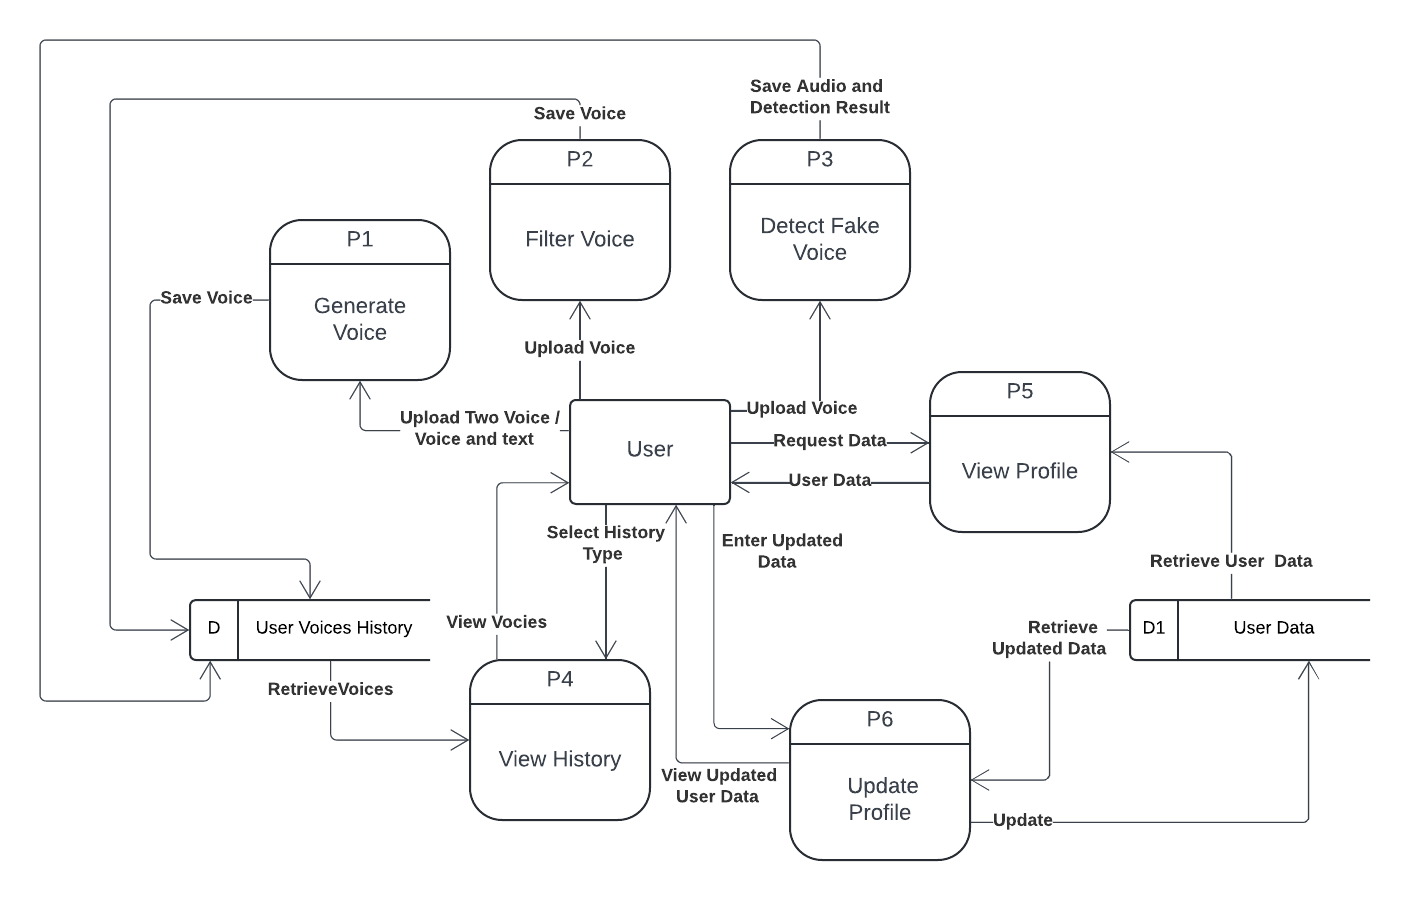 Save Audio and
Detection Result
Save Voice
P2
P3
Filter Voice
Detect Fake
Voice
P1
Save Voice
Generate
Voice
Upload Voice
P5
Upload Two Voice /
Voice and text
User
Upload Voice
Request Data
View Profile
User Data
Select History
Type
Enter Updated
Data
Retrieve User  Data
D
User Voices History
View Vocies
Retrieve
Updated Data
D1
User Data
RetrieveVoices
P4
View History
P6
View Updated
User Data
Update
Profile
Update